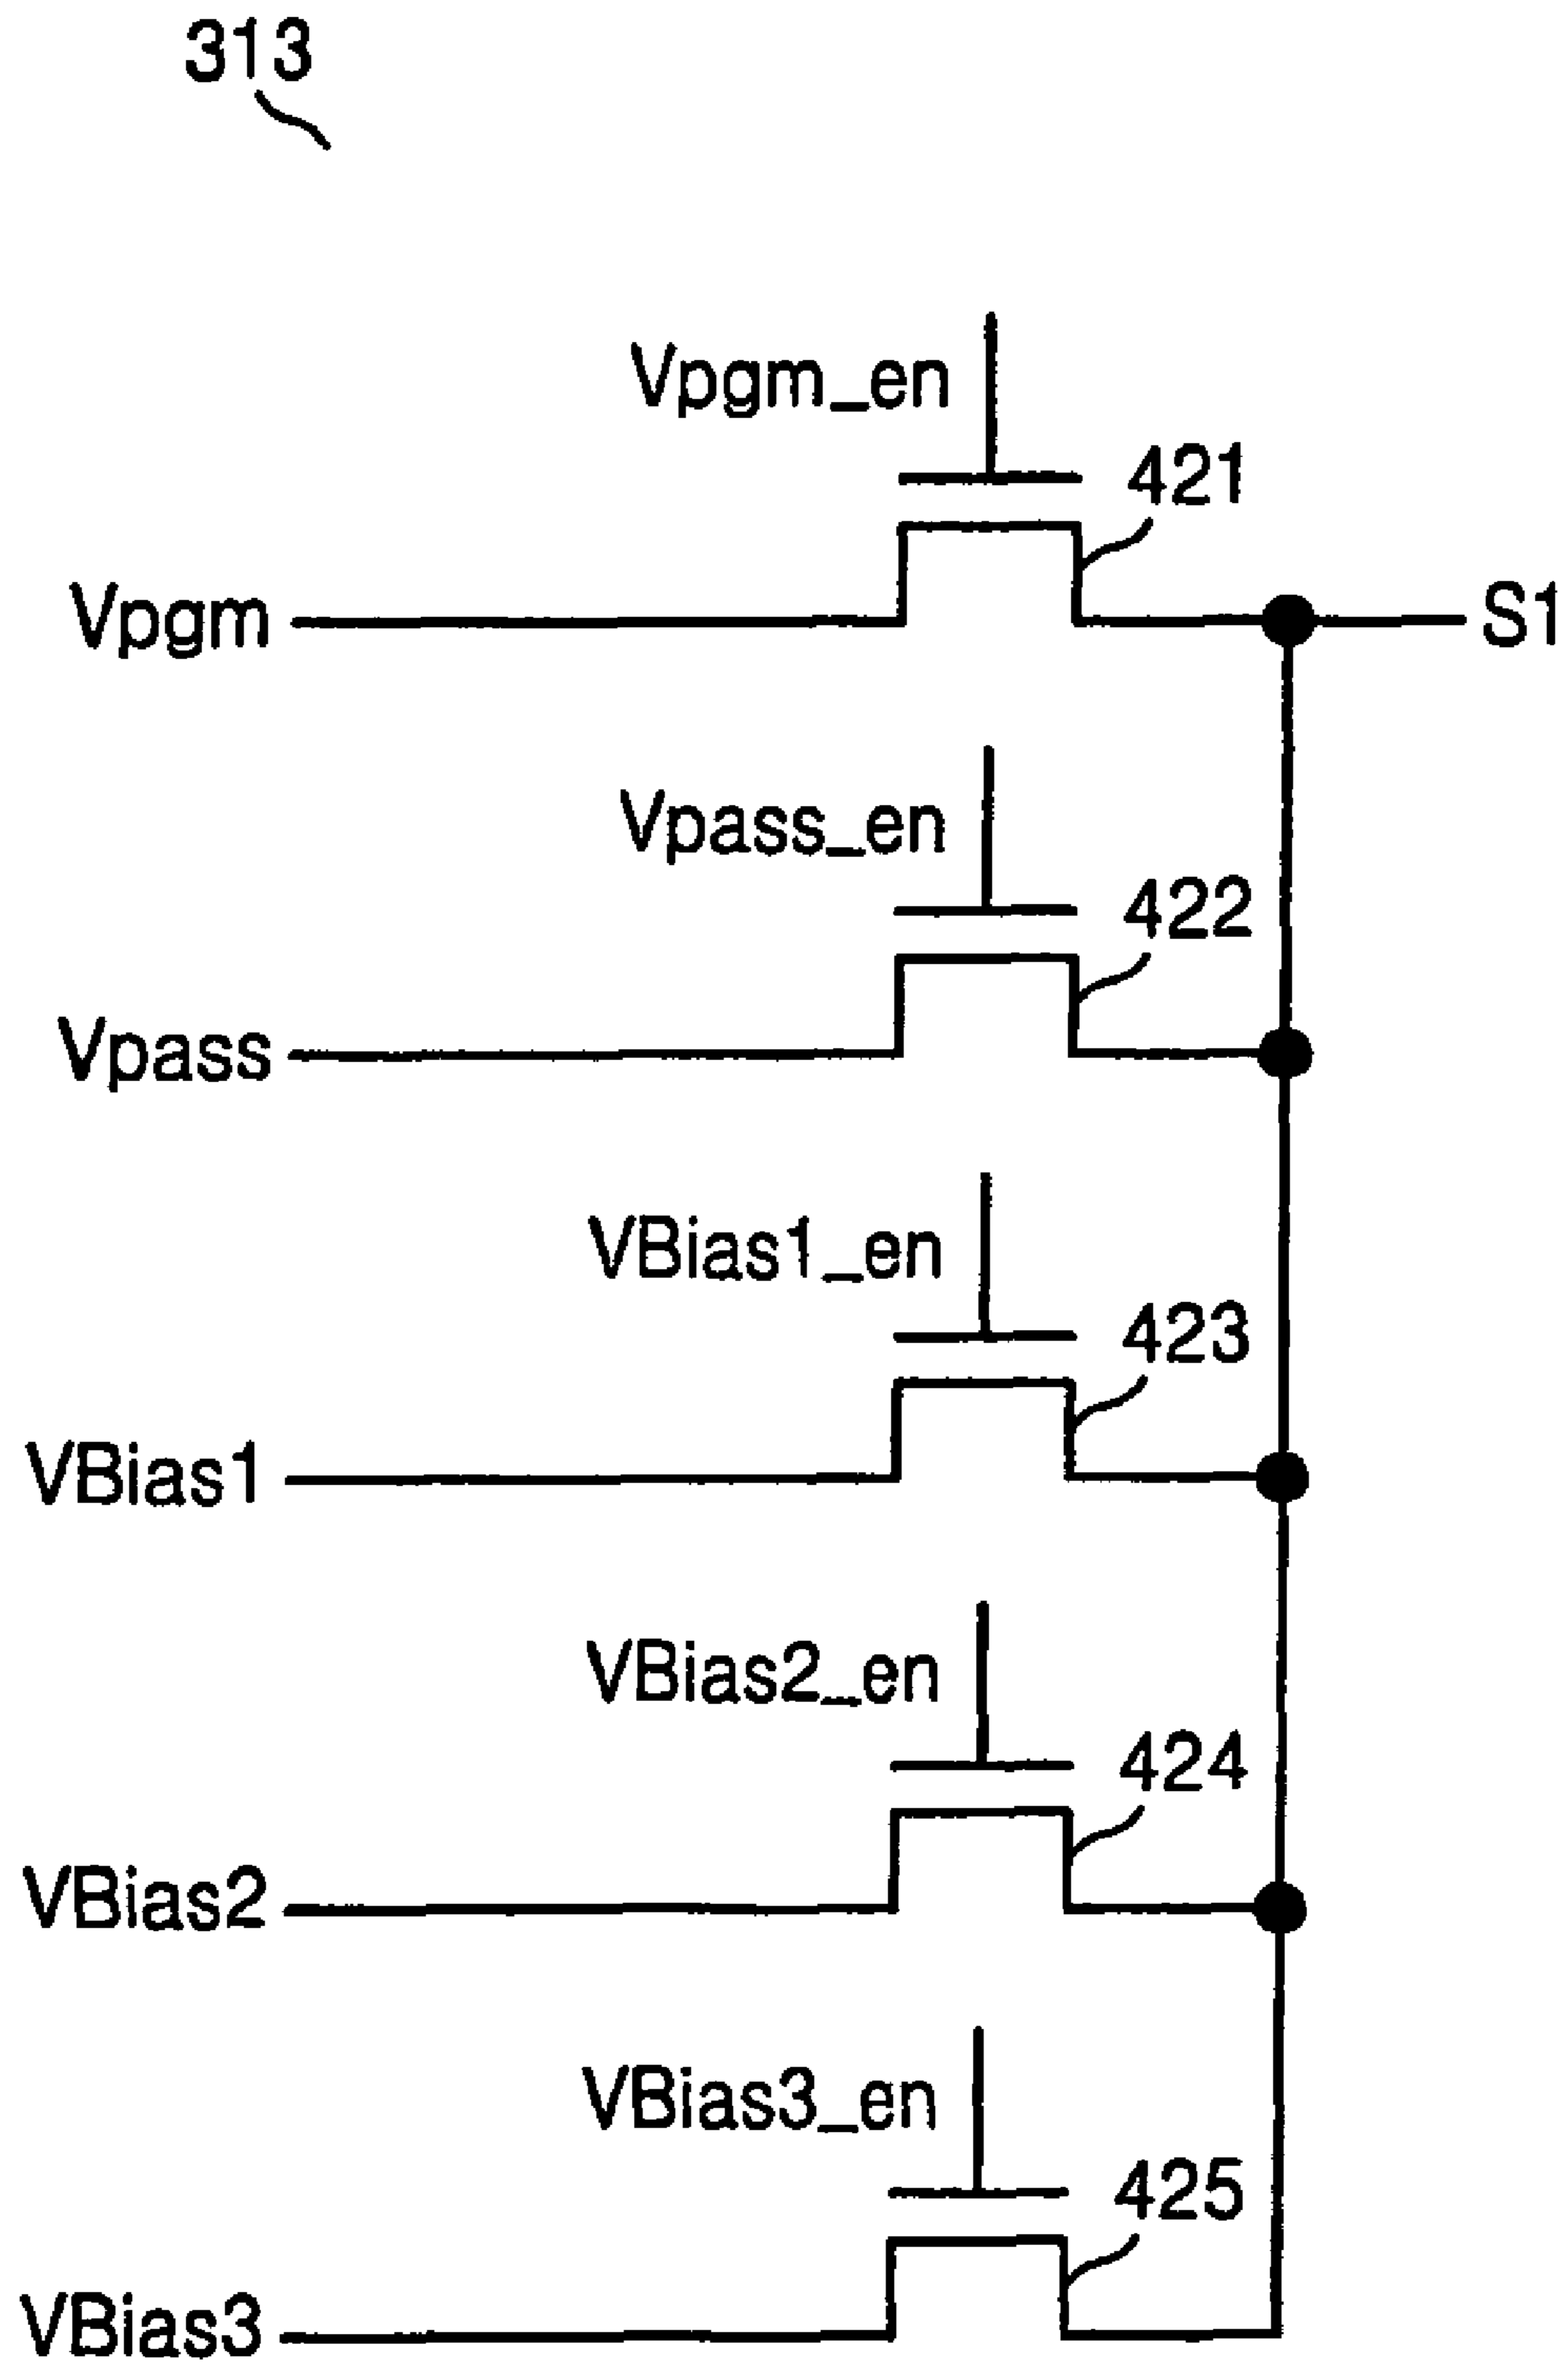 313
Vpgm_en
421
Vpgm
S1
Vpass_en
422
Vpass
VBias1_en
423
VBias1
VBias2_en
424
VBias2
VBias3_en
425
VBias3